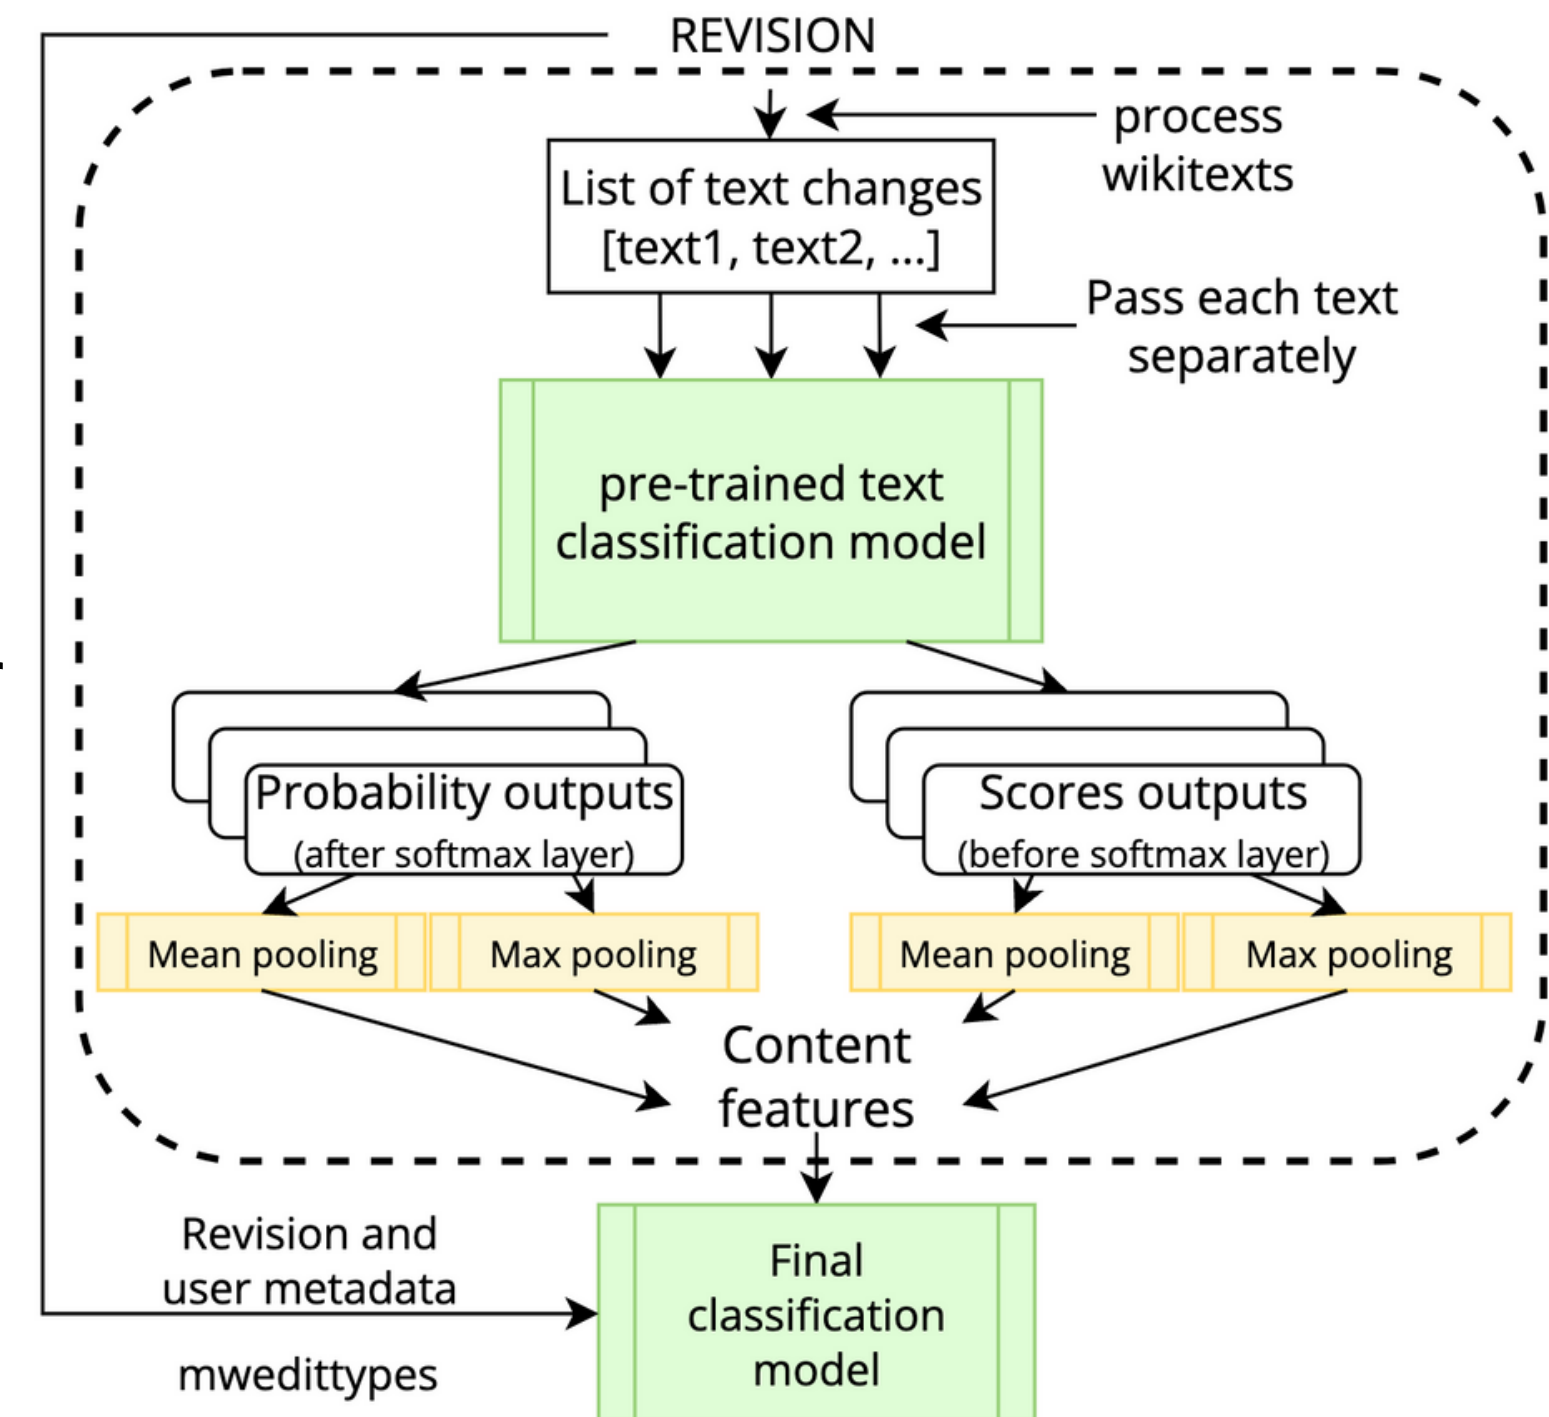 REVISION
process
wikitexts
List of text changes
[text1, text2, ...]
Pass each text
separately
pre-trained text
classification model
Probability outputs
(after softmax layer)
Scores outputs
(before softmax layer)
Mean pooling
Max pooling
Mean pooling
Max pooling
Content
features
Revision and
user metadata
mwedittypes
Final
classification
model